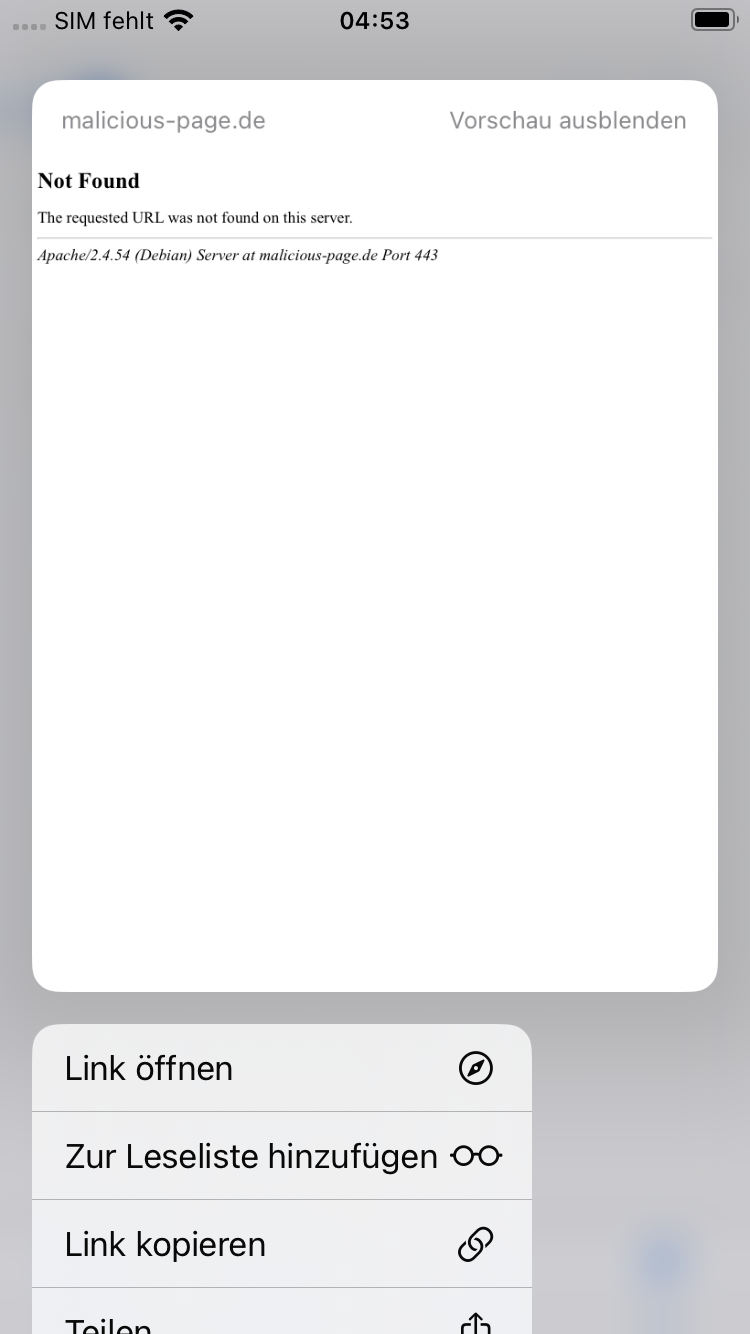 SIM fehlt 04:53
malicious-page.de Vorschau ausblenden
Not Found
The requested URL was not found on this server.
Apache/2.4.54 (Debian) Server at malicious-page.de Port 443
Link öffnen
Zur Leseliste hinzufügen
Link kopieren
Teilen